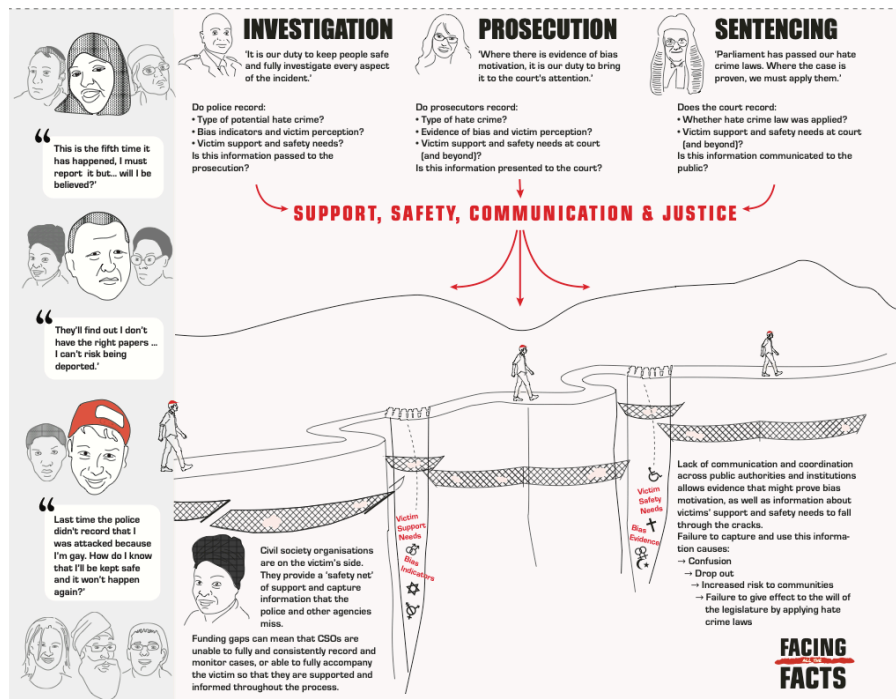 INVESTIGATION
'It is our duty to keep people safe
and fully investigate every aspect
of the incident.'
Do police record:
• Type of potential hate crime?
• Bias indicators and victim perception?
• Victim support and safety needs?
Is this information passed to the
prosecution?
PROSECUTION
'Where there is evidence of bias
motivation, it is our duty to bring
it to the court's attention.'
Do prosecutors record:
• Type of hate crime?
• Evidence of bias and victim perception?
• Victim support and safety needs at court
(and beyond)?
Is this information presented to the court?
SENTENCING
'Parliament has passed our hate
crime laws. Where the case is
proven, we must apply them.'
Does the court record:
• Whether hate crime law was applied?
• Victim support and safety needs at court
(and beyond)?
Is this information communicated to the
public?
SUPPORT, SAFETY, COMMUNICATION & JUSTICE
“
This is the fifth time it
has happened, I must
report it but... will I be
believed?'
“
They'll find out I don't
have the right papers ...
I can't risk being
deported.'
“
Last time the police
didn't record that I
was attacked because
I'm gay. How do I know
that I'll be kept safe
and it won't happen
again?'
Victim
Support
Needs
Bias
Indicators
Victim
Safety
Needs
Bias
Evidence
Civil society organisations
are on the victim's side.
They provide a 'safety net'
of support and capture
information that the
police and other agencies
miss.
Funding gaps can mean that CSOs are
unable to fully and consistently record and
monitor cases, or able to fully accompany
the victim so that they are supported and
informed throughout the process.
Lack of communication and coordination
across public authorities and institutions
allows evidence that might prove bias
motivation, as well as information about
victims' support and safety needs to fall
through the cracks.
Failure to capture and use this informa-
tion causes:
→ Confusion
→ Drop out
→ Increased risk to communities
→ Failure to give effect to the will of
the legislature by applying hate
crime laws
FACING
ALL THE
FACTS